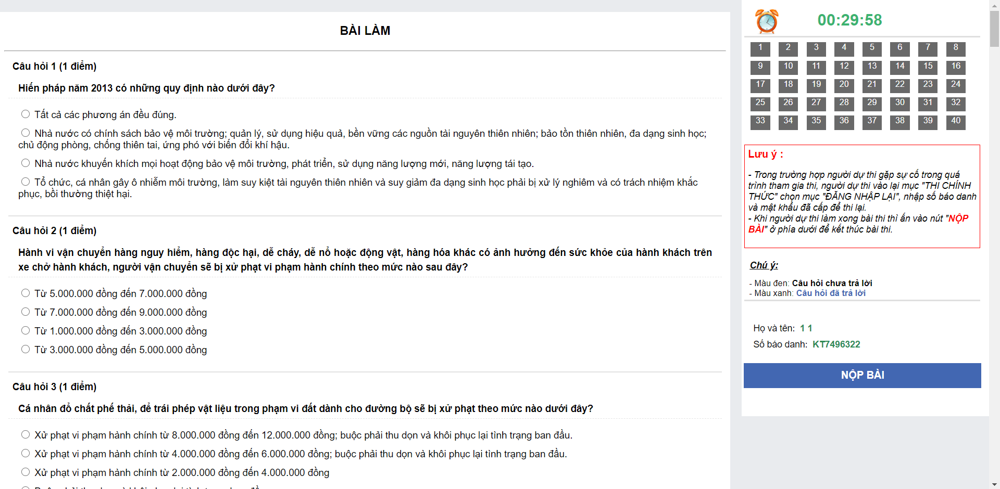 BÀI LÀM
Câu hỏi 1 (1 điểm)
Hiến pháp năm 2013 có những quy định nào dưới đây?
Tất cả các phương án đều đúng.
Nhà nước có chính sách bảo vệ môi trường; quản lý, sử dụng hiệu quả, bền vững các nguồn tài nguyên thiên nhiên; bảo tồn thiên nhiên, đa dạng sinh học;
chủ động phòng, chống thiên tai, ứng phó với biến đổi khí hậu.
Nhà nước khuyến khích mọi hoạt động bảo vệ môi trường, phát triển, sử dụng năng lượng mới, năng lượng tái tạo.
Tổ chức, cá nhân gây ô nhiễm môi trường, làm suy kiệt tài nguyên thiên nhiên và suy giảm đa dạng sinh học phải bị xử lý nghiêm và có trách nhiệm khắc
phục, bồi thường thiệt hại.
Câu hỏi 2 (1 điểm)
Hành vi vận chuyển hàng nguy hiểm, hàng độc hại, dễ cháy, dễ nổ hoặc động vật, hàng hóa khác có ảnh hưởng đến sức khỏe của hành khách trên
xe chở hành khách, người vận chuyển sẽ bị xử phạt vi phạm hành chính theo mức nào sau đây?
Từ 5.000.000 đồng đến 7.000.000 đồng
Từ 7.000.000 đồng đến 9.000.000 đồng
Từ 1.000.000 đồng đến 3.000.000 đồng
Từ 3.000.000 đồng đến 5.000.000 đồng
Câu hỏi 3 (1 điểm)
Cá nhân đổ chất phế thải, để trái phép vật liệu trong phạm vi đất dành cho đường bộ sẽ bị xử phạt theo mức nào dưới đây?
Xử phạt vi phạm hành chính từ 8.000.000 đồng đến 12.000.000 đồng; buộc phải thu dọn và khôi phục lại tình trạng ban đầu.
Xử phạt vi phạm hành chính từ 4.000.000 đồng đến 6.000.000 đồng; buộc phải thu dọn và khôi phục lại tình trạng ban đầu.
Xử phạt vi phạm hành chính từ 2.000.000 đồng đến 4.000.000 đồng
00:29:58
1 2 3 4 5 6 7 8
9 10 11 12 13 14 15 16
17 18 19 20 21 22 23 24
25 26 27 28 29 30 31 32
33 34 35 36 37 38 39 40
Lưu ý :
- Trong trường hợp người dự thi gặp sự cố trong quá
trình tham gia thi, người dự thi vào lại mục "THI CHÍNH
THỨC" chọn mục "ĐĂNG NHẬP LẠI", nhập số báo danh
và mật khẩu đã cấp để thi lại.
- Khi người dự thi làm xong bài thi thì ấn vào nút "NỘP
BÀI" ở phía dưới để kết thúc bài thi.
Chú ý:
- Màu đen: Câu hỏi chưa trả lời
- Màu xanh: Câu hỏi đã trả lời
Họ và tên: 1 1
Số báo danh: KT7496322
NỘP BÀI